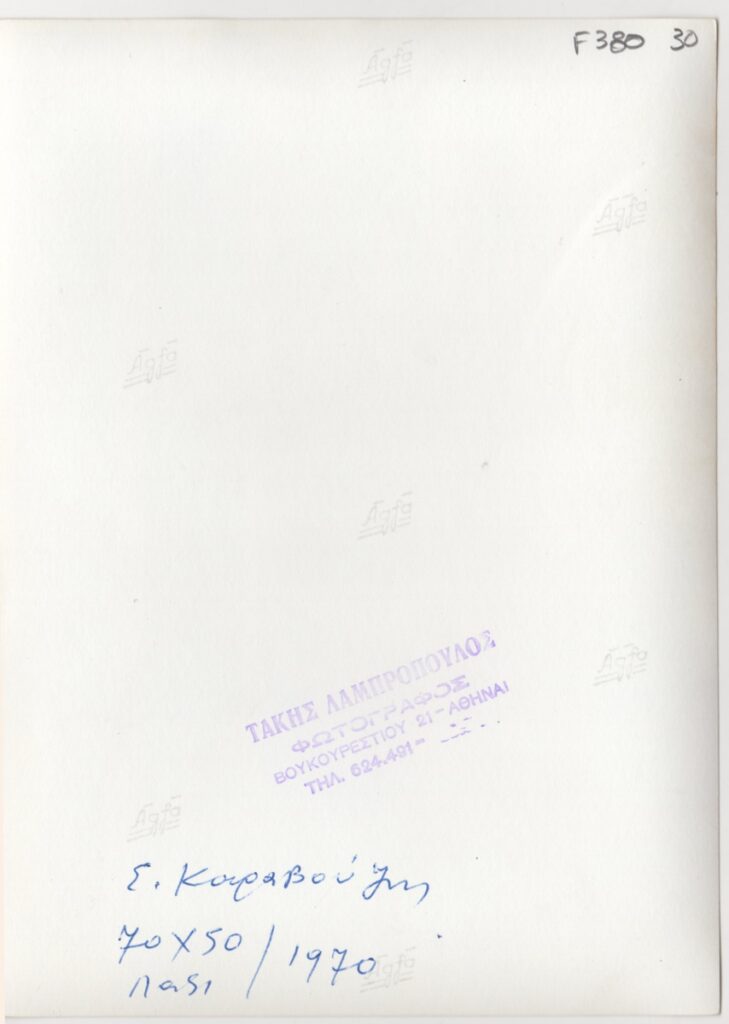 F380 30
ΤΑΚΗΣ ΛΑΜΠΡΟΠΟΥΛΟΣ
ΦΩΤΟΓΡΑΦΟΣ
ΒΟΥΚΟΥΡΕΣΤΙΟΥ 21-ΑΘΗΝΑΙ
ΤΗΛ. 624.491-
Σ. Καραβούζης
70Χ50 / 1970
λαδι